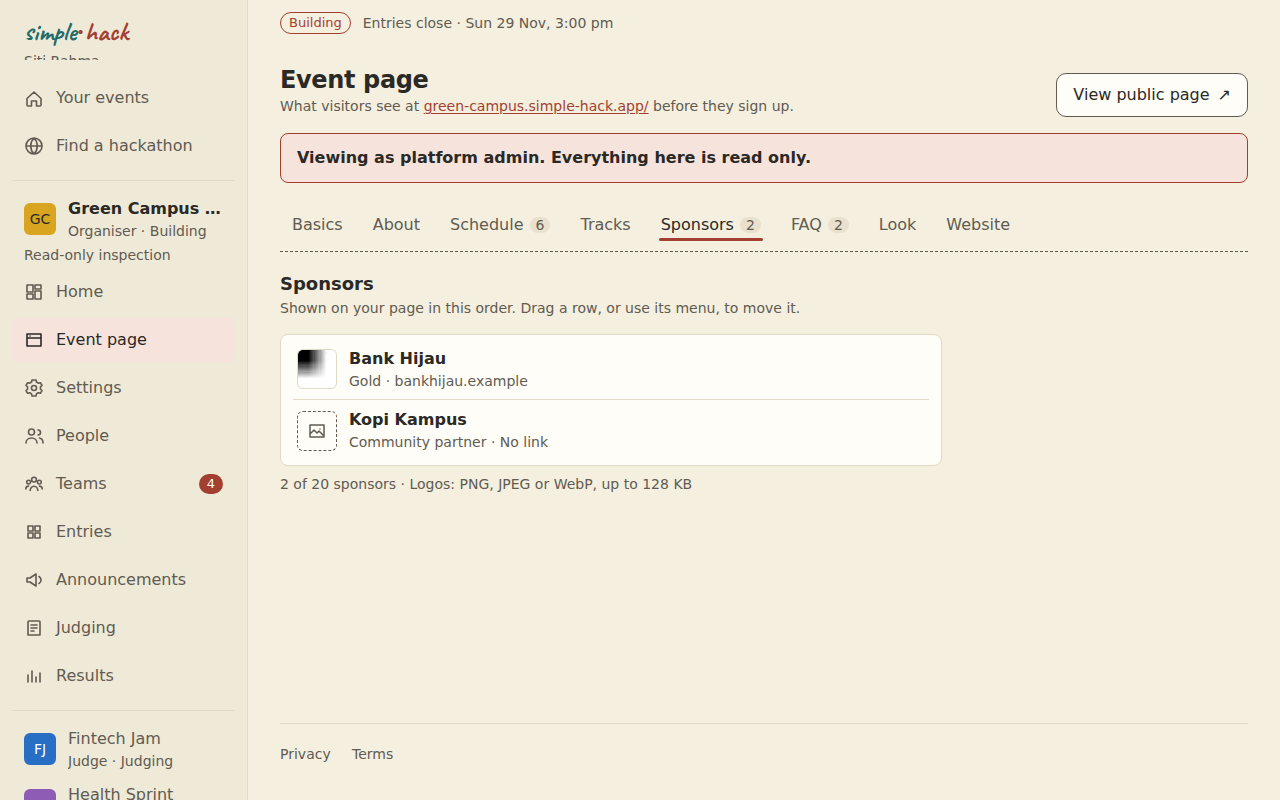 simple·hack
Siti Rahma
Your events
Find a hackathon
GC
Green Campus ...
Organiser · Building
Read-only inspection
Home
Event page
Settings
People
Teams
4
Entries
Announcements
Judging
Results
FJ
Fintech Jam
Judge · Judging
Health Sprint
Building
Entries close · Sun 29 Nov, 3:00 pm
Event page
What visitors see at green-campus.simple-hack.app/ before they sign up.
View public page ↗
Viewing as platform admin. Everything here is read only.
Basics About Schedule 6 Tracks Sponsors 2 FAQ 2 Look Website
Sponsors
Shown on your page in this order. Drag a row, or use its menu, to move it.
Bank Hijau
Gold · bankhijau.example
Kopi Kampus
Community partner · No link
2 of 20 sponsors · Logos: PNG, JPEG or WebP, up to 128 KB
Privacy Terms